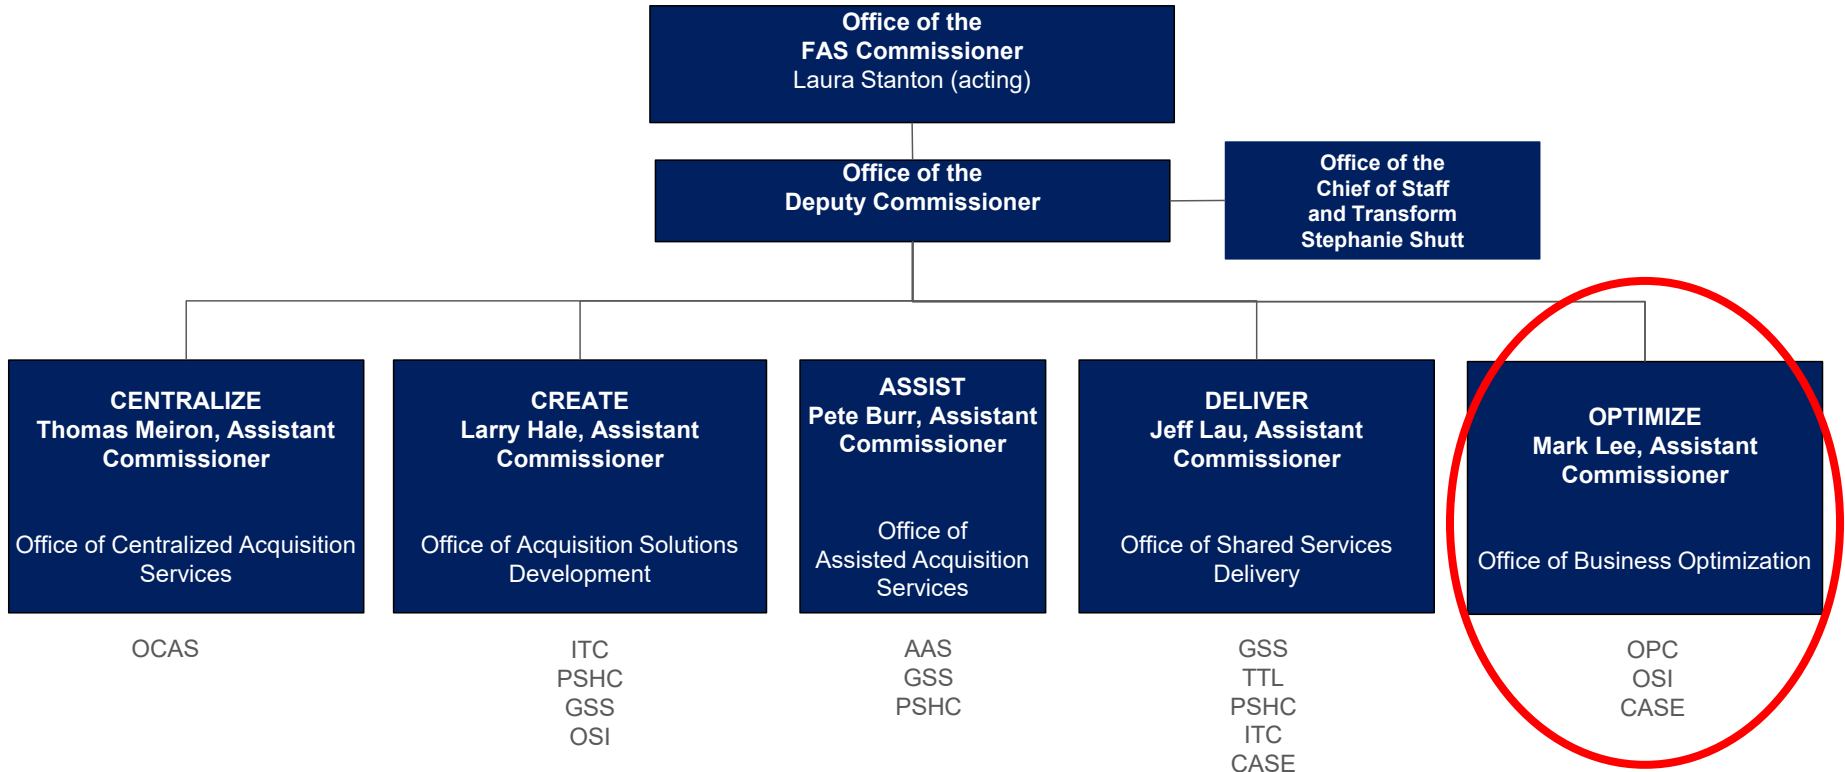 Office of the
FAS Commissioner
Laura Stanton (acting)
Office of the
Deputy Commissioner
Office of the
Chief of Staff
and Transform
Stephanie Shutt
CENTRALIZE
Thomas Meiron, Assistant
Commissioner
Office of Centralized Acquisition
Services
OCAS
CREATE
Larry Hale, Assistant
Commissioner
Office of Acquisition Solutions
Development
ITC
PSHC
GSS
OSI
ASSIST
Pete Burr, Assistant
Commissioner
Office of
Assisted Acquisition
Services
AAS
GSS
PSHC
DELIVER
Jeff Lau, Assistant
Commissioner
Office of Shared Services
Delivery
GSS
TTL
PSHC
ITC
CASE
OPTIMIZE
Mark Lee, Assistant
Commissioner
Office of Business Optimization
OPC
OSI
CASE